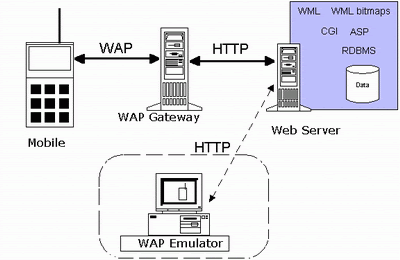 WML WML bitmaps
CGI ASP
RDBMS
Data
WAP
HTTP
Mobile
WAP Gateway
Web Server
HTTP
WAP Emulator